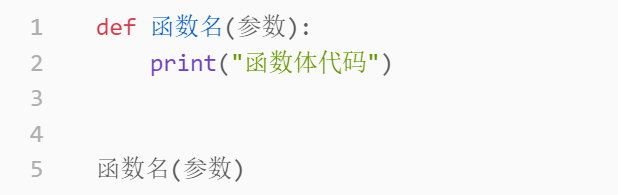 1 def 函数名(参数):
2     print("函数体代码")
3
4
5 函数名(参数)